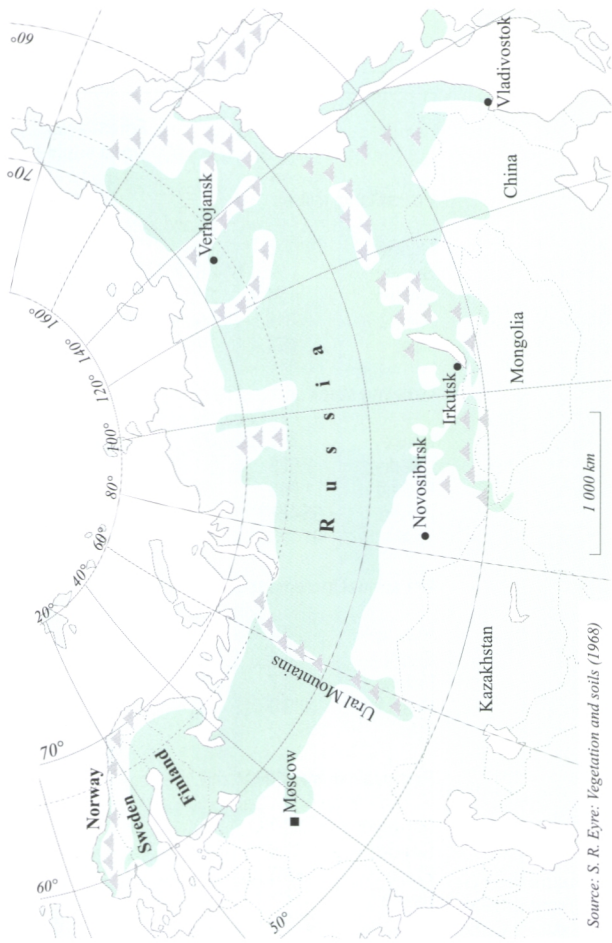 60°
70°
20°
40°
60°
80°
100°
120°
140°
160°
70°
60°
Norway
Sweden
Finland
Verhojansk
50°
Moscow
Ural Mountains
Russia
Novosibirsk
Irkutsk
Vladivostok
China
Kazakhstan
Mongolia
1 000 km
Source: S. R. Eyre: Vegetation and soils (1968)